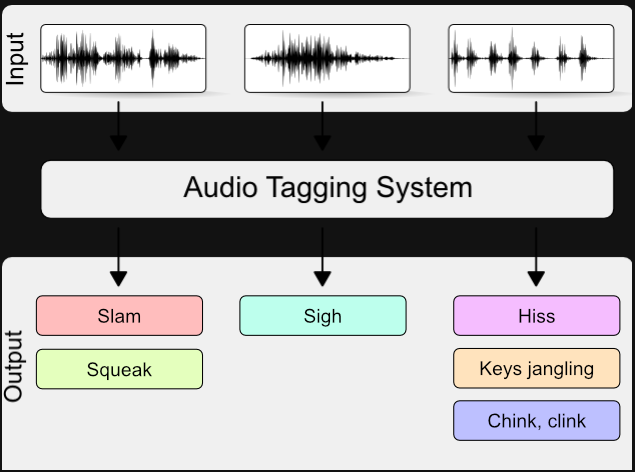 Input
Audio Tagging System
Output
Slam
Sigh
Hiss
Squeak
Keys jangling
Chink, clink